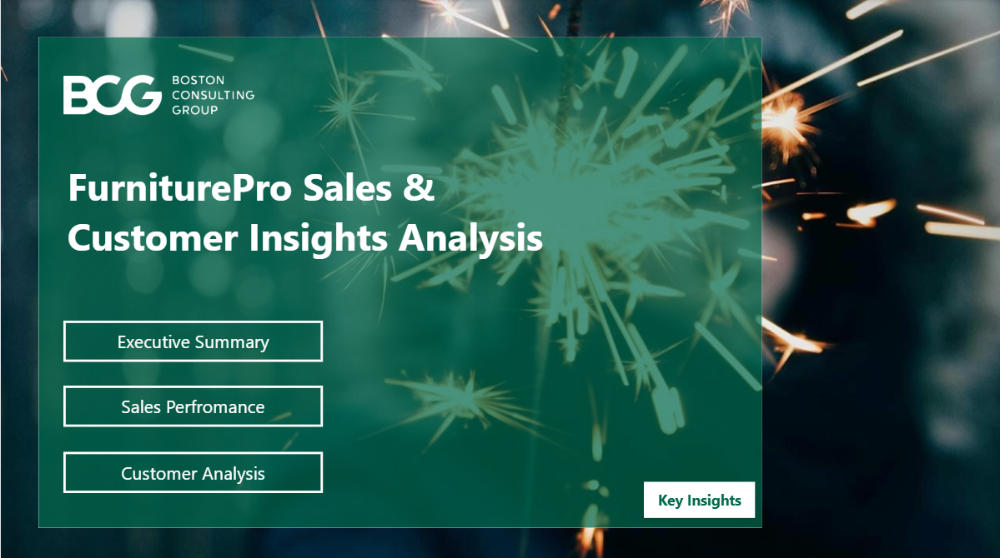 BCG
BOSTON
CONSULTING
GROUP
FurniturePro Sales &
Customer Insights Analysis
Executive Summary
Sales Perfromance
Customer Analysis
Key Insights